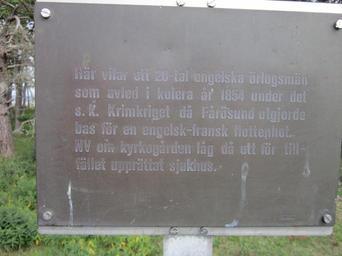 Här vilar ett 20-tal engelska örlogsmän
som avled i kolera år 1854 under det
s.k. Krimkriget då Fårösund utgjorde
bas för en engelsk-fransk flottenhet.
NV om kyrkogården låg då ett för till-
fället upprättat sjukhus.